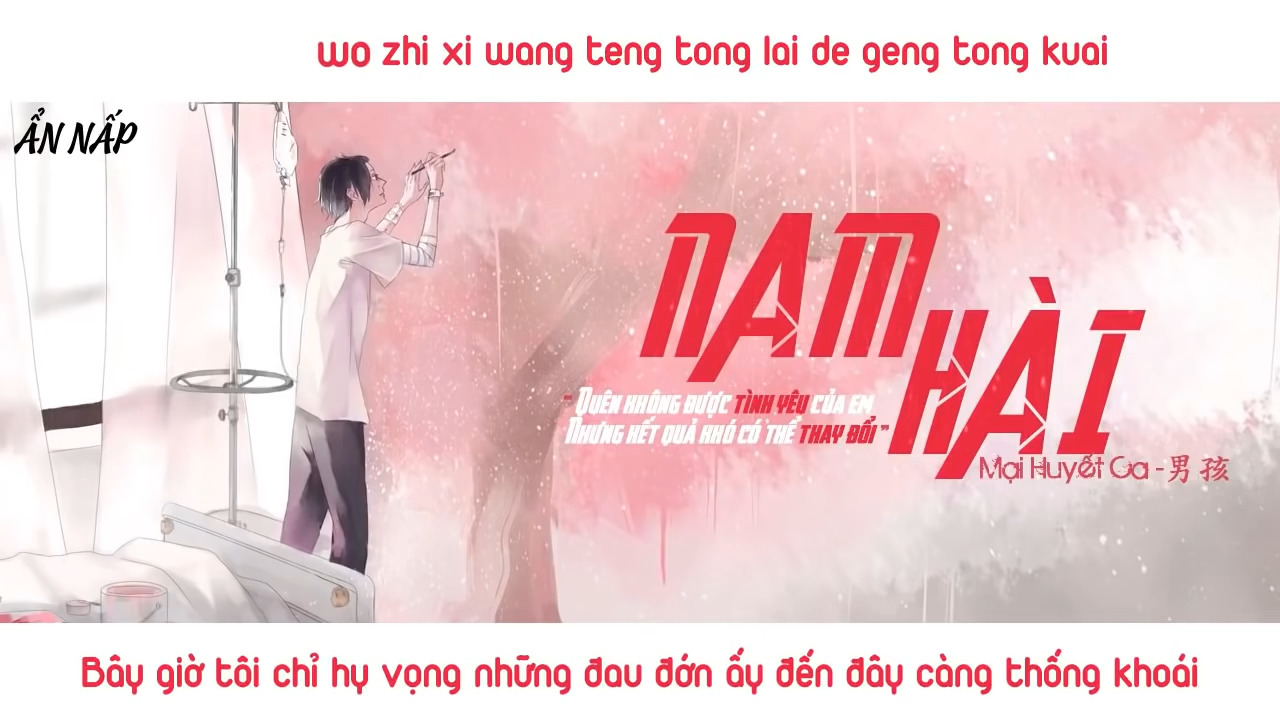 wo zhi xi wang teng tong lai de geng tong kuai
ẨN NẤP
NAM
HÀI
" QUÊN KHÔNG ĐƯỢC TÌNH YÊU CỦA EM
NHƯNG KẾT QUẢ KHÓ CÓ THỂ THAY ĐỔI "
Mại Huyết Ca - 男孩
Bây giờ tôi chỉ hy vọng những đau đớn ấy đến đây càng thống khoái